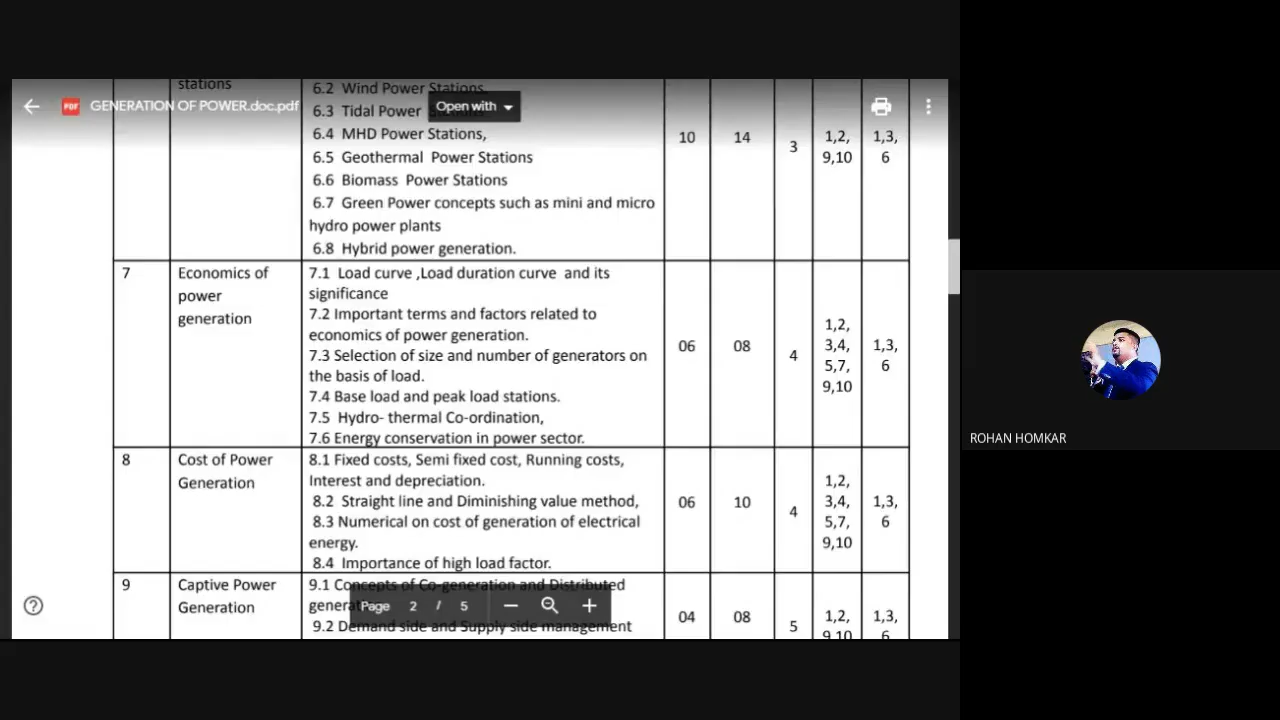 stations
6.2 Wind Power Stations,
GENERATION OF POWER.doc.pdf
Open with
6.3 Tidal Power Stations
6.4 MHD Power Stations,
10
14
3
1,2,
9,10
1,3,
6
6.5 Geothermal Power Stations
6.6 Biomass Power Stations
6.7 Green Power concepts such as mini and micro
hydro power plants
6.8 Hybrid power generation.
7
Economics of
power
generation
7.1 Load curve ,Load duration curve and its
significance
7.2 Important terms and factors related to
economics of power generation.
7.3 Selection of size and number of generators on
the basis of load.
7.4 Base load and peak load stations.
7.5 Hydro- thermal Co-ordination,
7.6 Energy conservation in power sector.
06
08
4
1,2,
3,4,
5,7,
9,10
1,3,
6
8
Cost of Power
Generation
8.1 Fixed costs, Semi fixed cost, Running costs,
Interest and depreciation.
8.2 Straight line and Diminishing value method,
8.3 Numerical on cost of generation of electrical
energy.
8.4 Importance of high load factor.
06
10
4
1,2,
3,4,
5,7,
9,10
1,3,
6
9
Captive Power
Generation
9.1 Concepts of Co-generation and Distributed
9.2 Demand side and Supply side management
04
08
5
1,2,
9,10
1,3,
6
Page 2 / 5
PDF
ROHAN HOMKAR